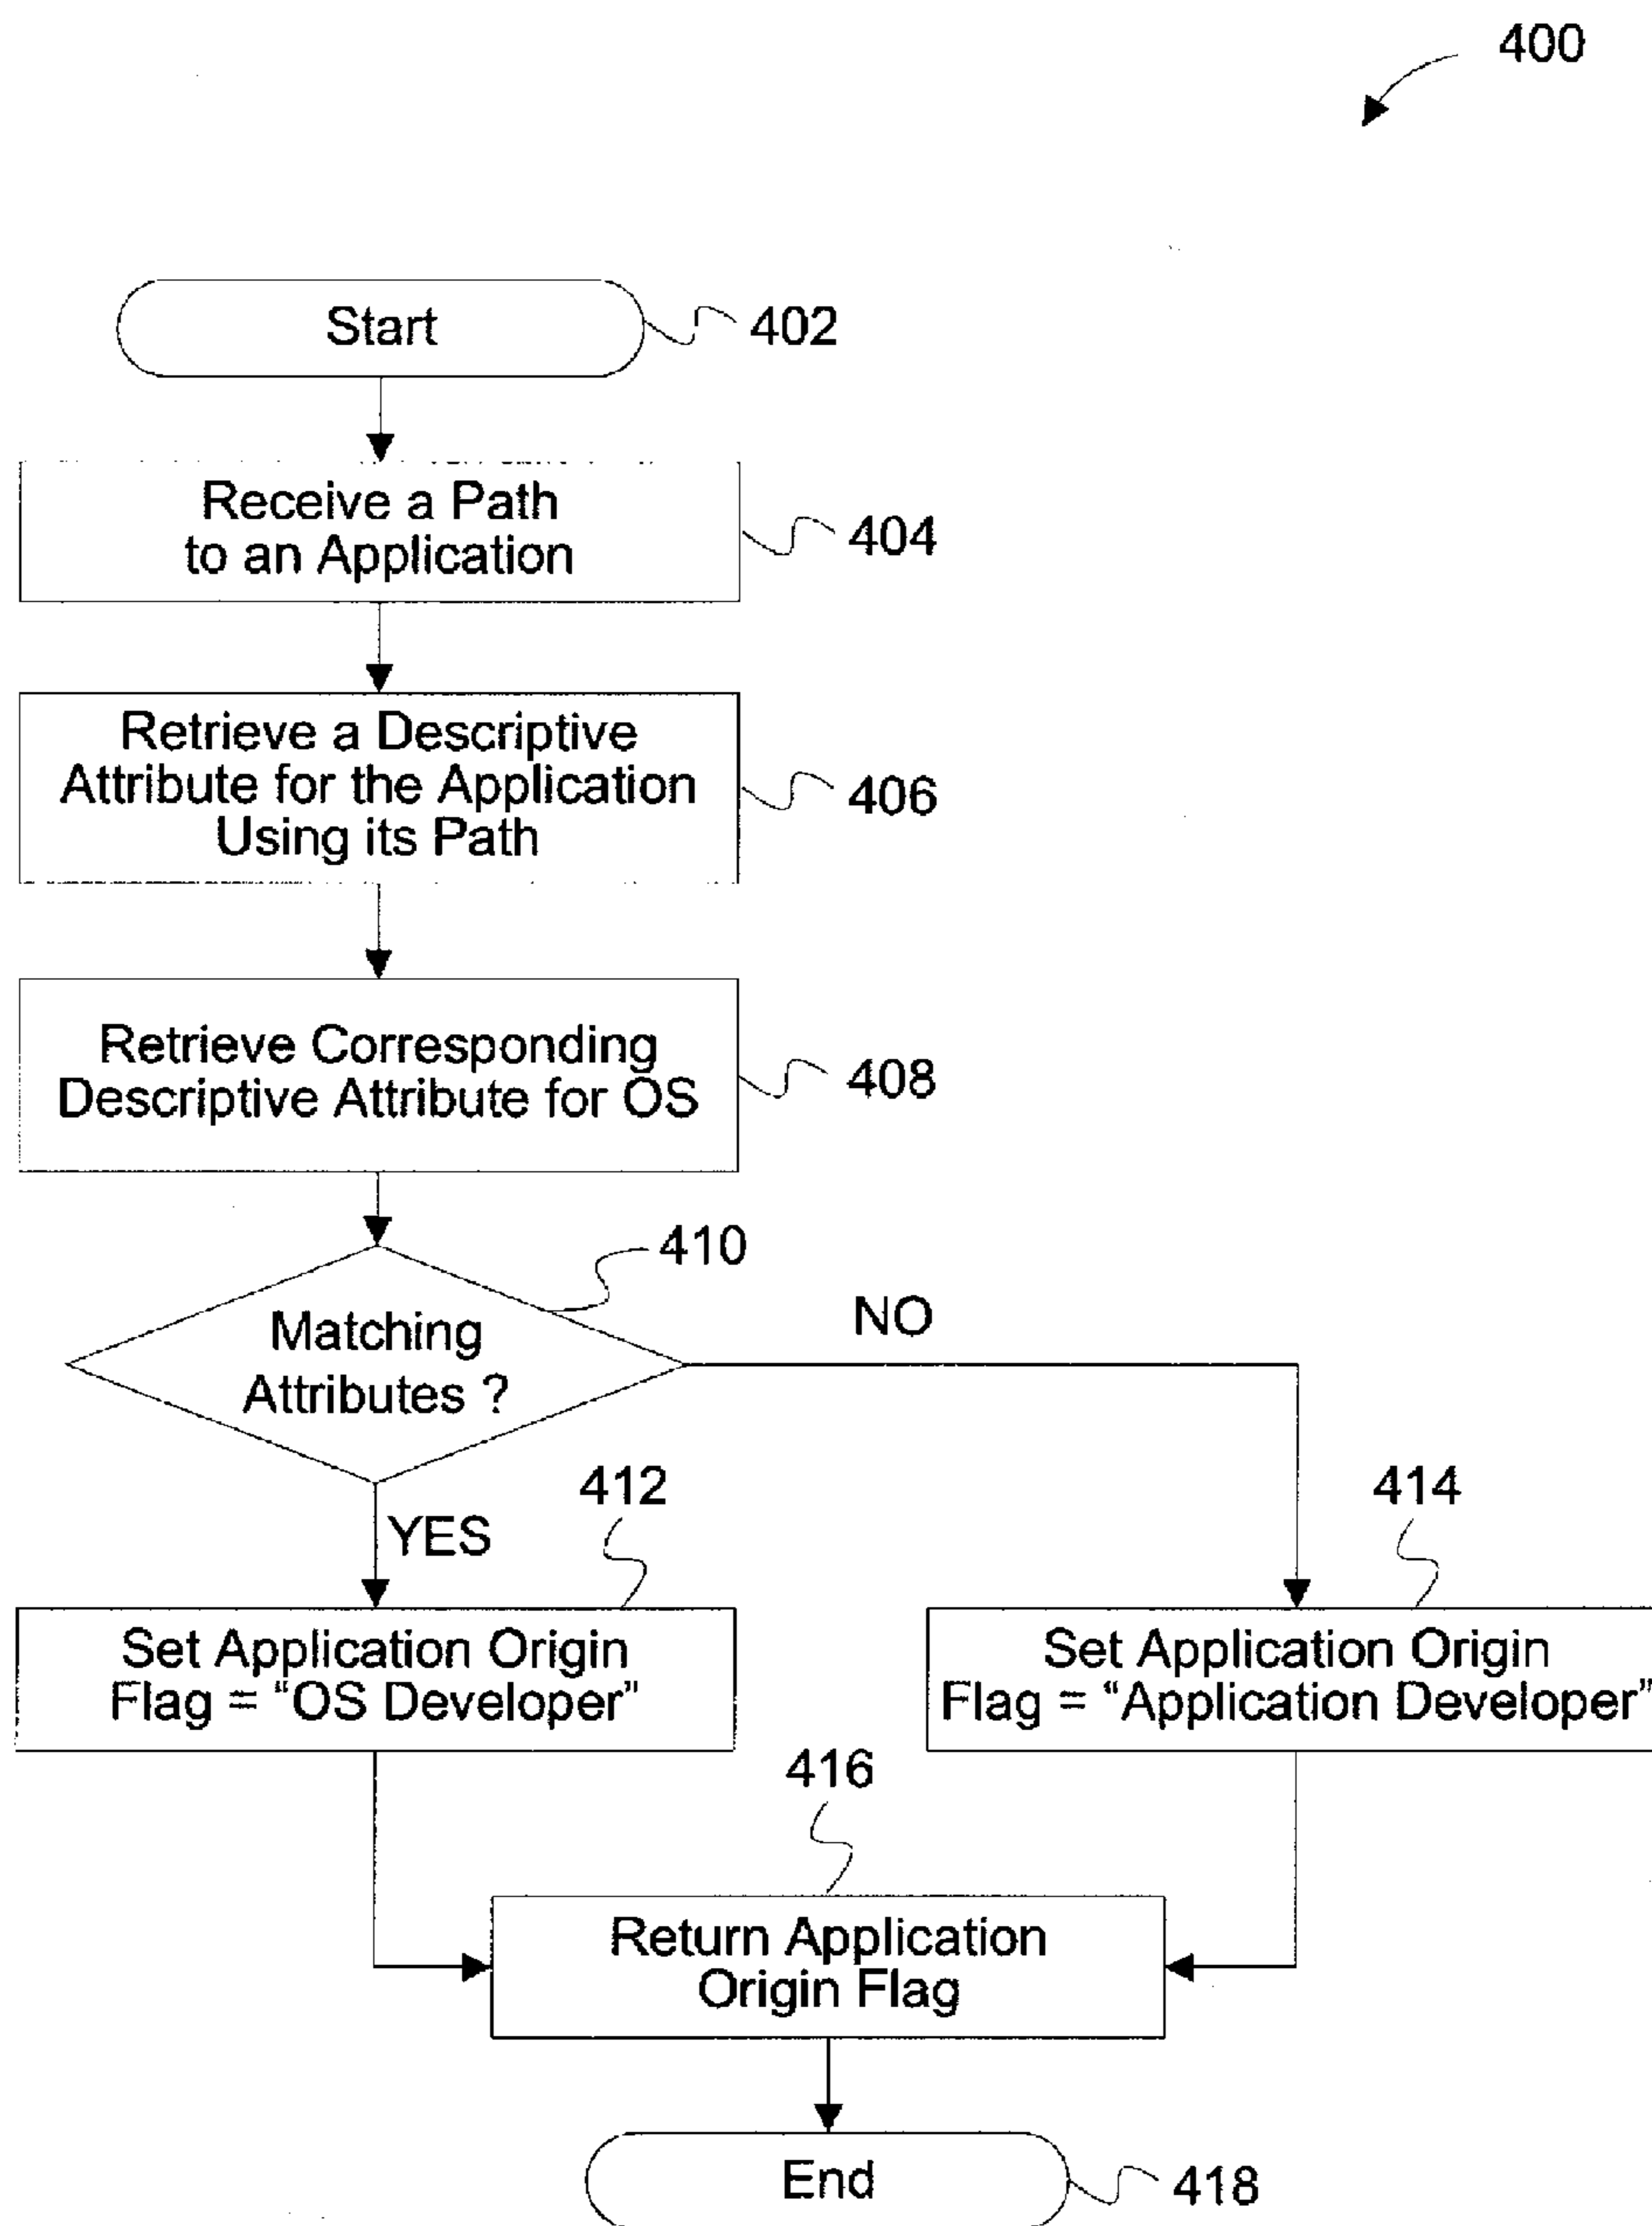 400
Start
402
Receive a Path
to an Application
404
Retrieve a Descriptive
Attribute for the Application
Using its Path
406
Retrieve Corresponding
Descriptive Attribute for OS
408
410
Matching
Attributes ?
NO
YES
412
414
Set Application Origin
Flag = “OS Developer”
Set Application Origin
Flag = “Application Developer”
416
Return Application
Origin Flag
End
418